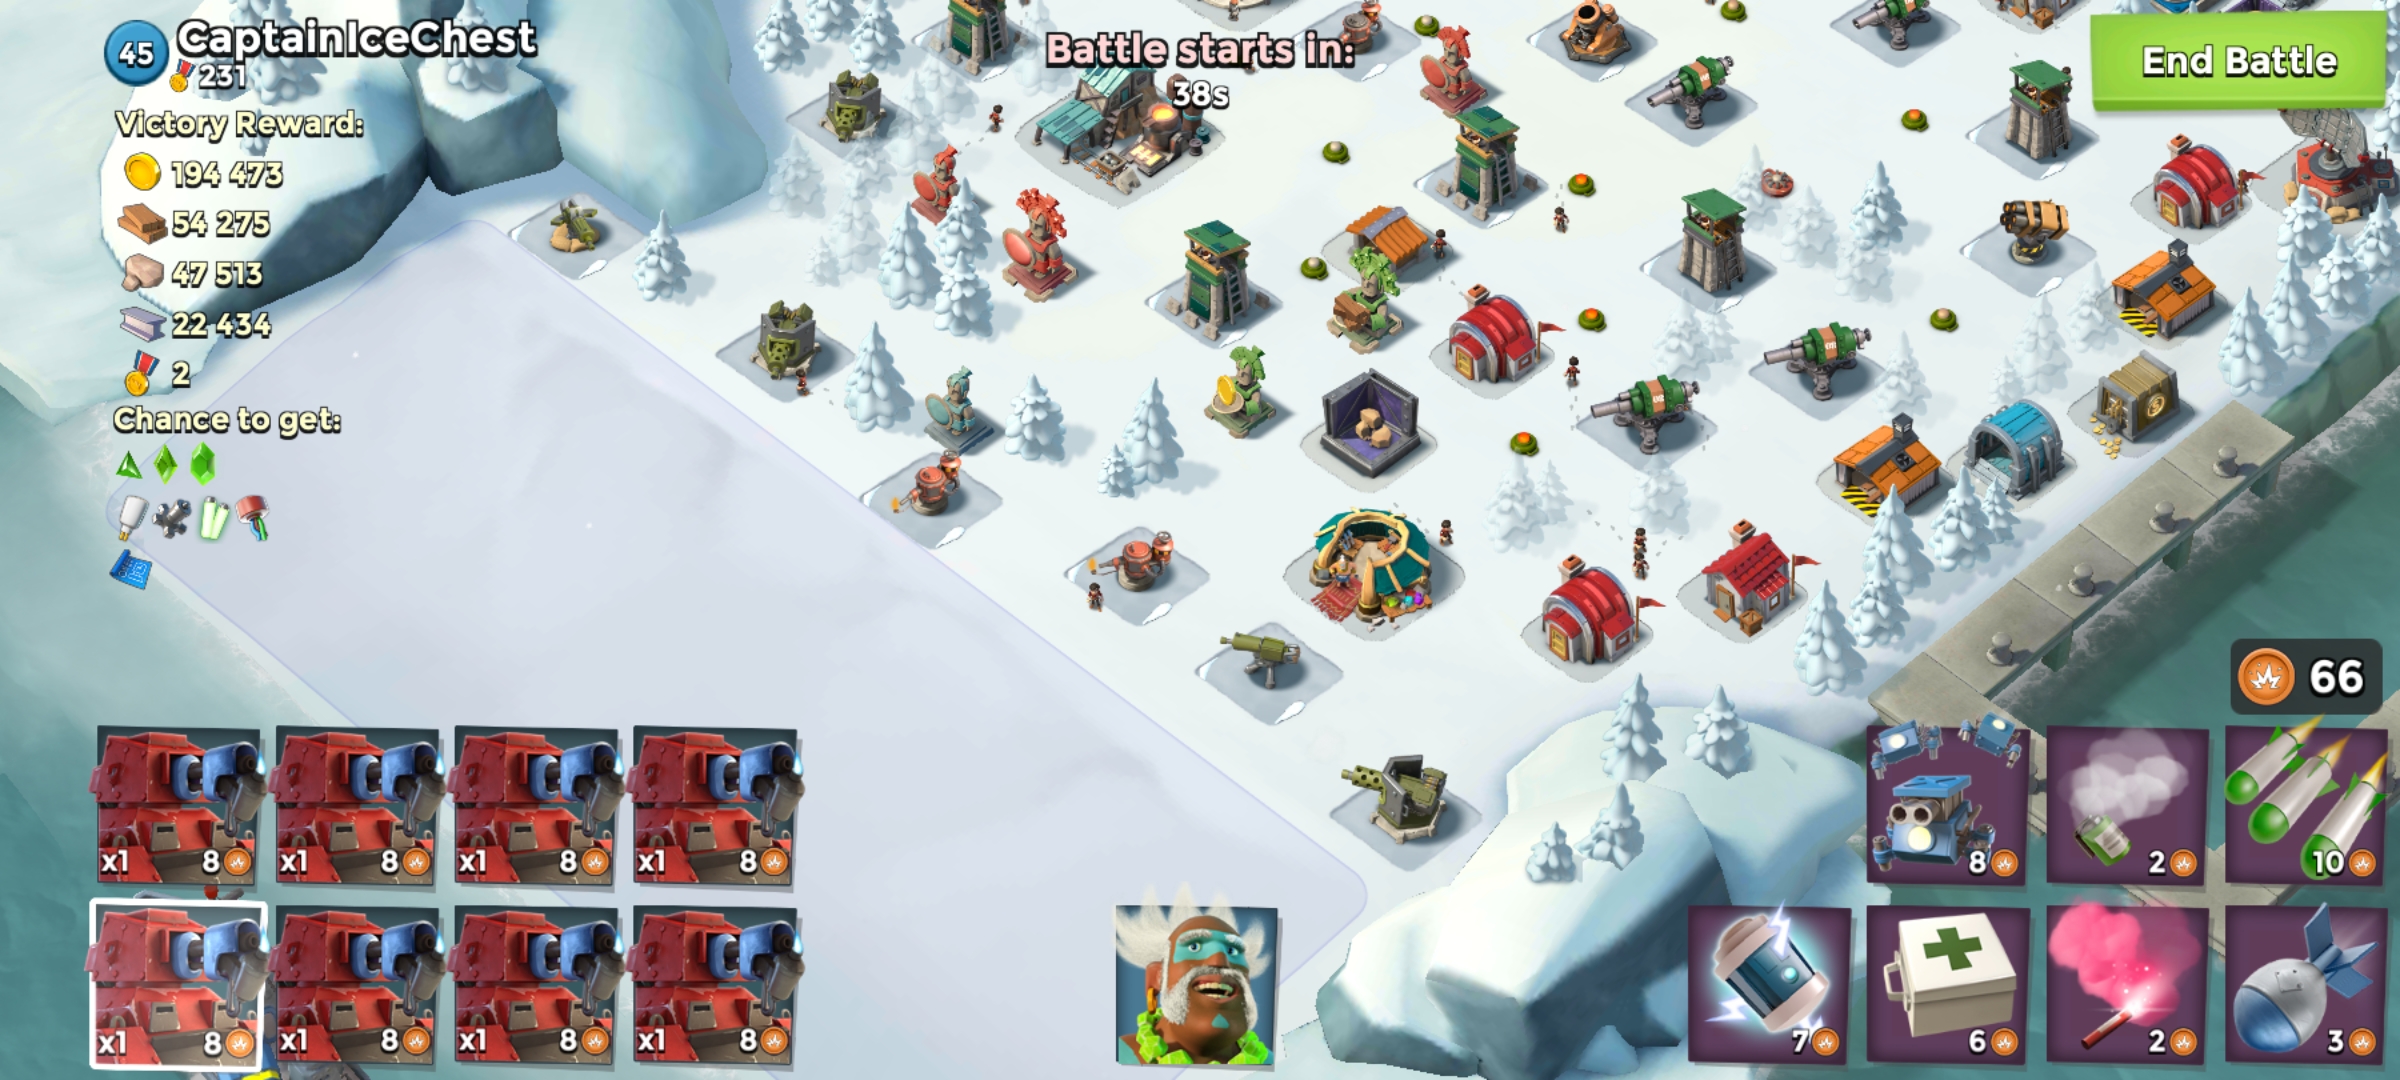 45
CaptainIceChest
231
Victory Reward:
194 473
54 275
47 513
22 434
2
Chance to get:
Battle starts in:
38s
End Battle
66
x1 8
x1 8
x1 8
x1 8
8
2
10
x1 8
x1 8
x1 8
x1 8
7
6
2
3